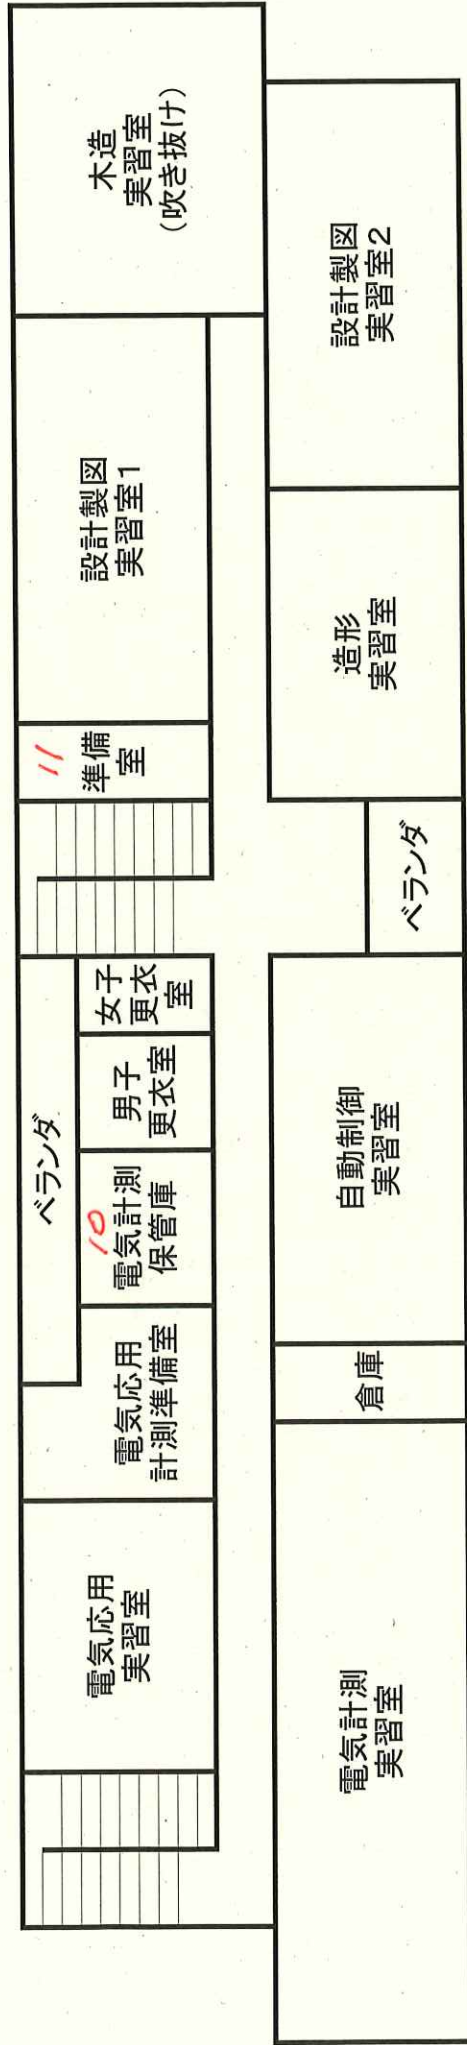 電気応用
実習室
電気応用
計測準備室
10
電気計測
保管庫
男子
更衣室
女子
更衣
室
ベランダ
11
準備
室
設計製図
実習室1
木造
実習室
(吹き抜け)
電気計測
実習室
倉庫
自動制御
実習室
ベランダ
造形
実習室
設計製図
実習室2